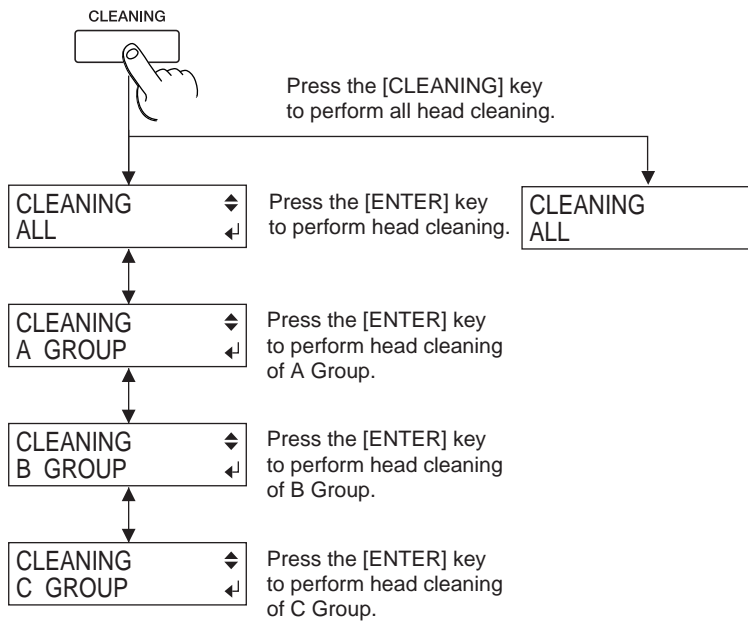 CLEANING
Press the [CLEANING] key
to perform all head cleaning.
CLEANING
ALL
Press the [ENTER] key
to perform head cleaning.
CLEANING
ALL
CLEANING
A GROUP
Press the [ENTER] key
to perform head cleaning
of A Group.
CLEANING
B GROUP
Press the [ENTER] key
to perform head cleaning
of B Group.
CLEANING
C GROUP
Press the [ENTER] key
to perform head cleaning
of C Group.